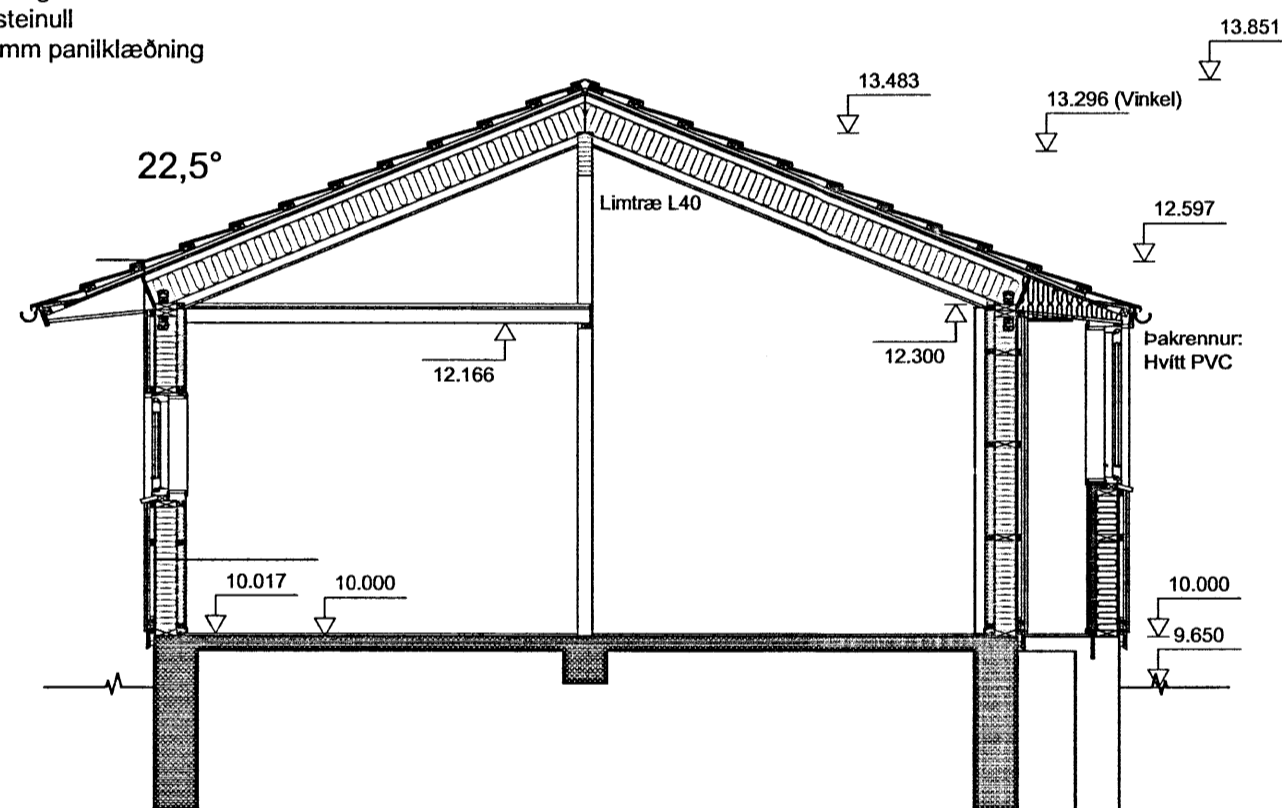 steinull
mm panilklæðning
13.851
13.483
13.296 (Vinkel)
22,5°
Limtræ L40
12.597
12.166
12.300
Þakrennur:
Hvítt PVC
10.017
10.000
10.000
9.650